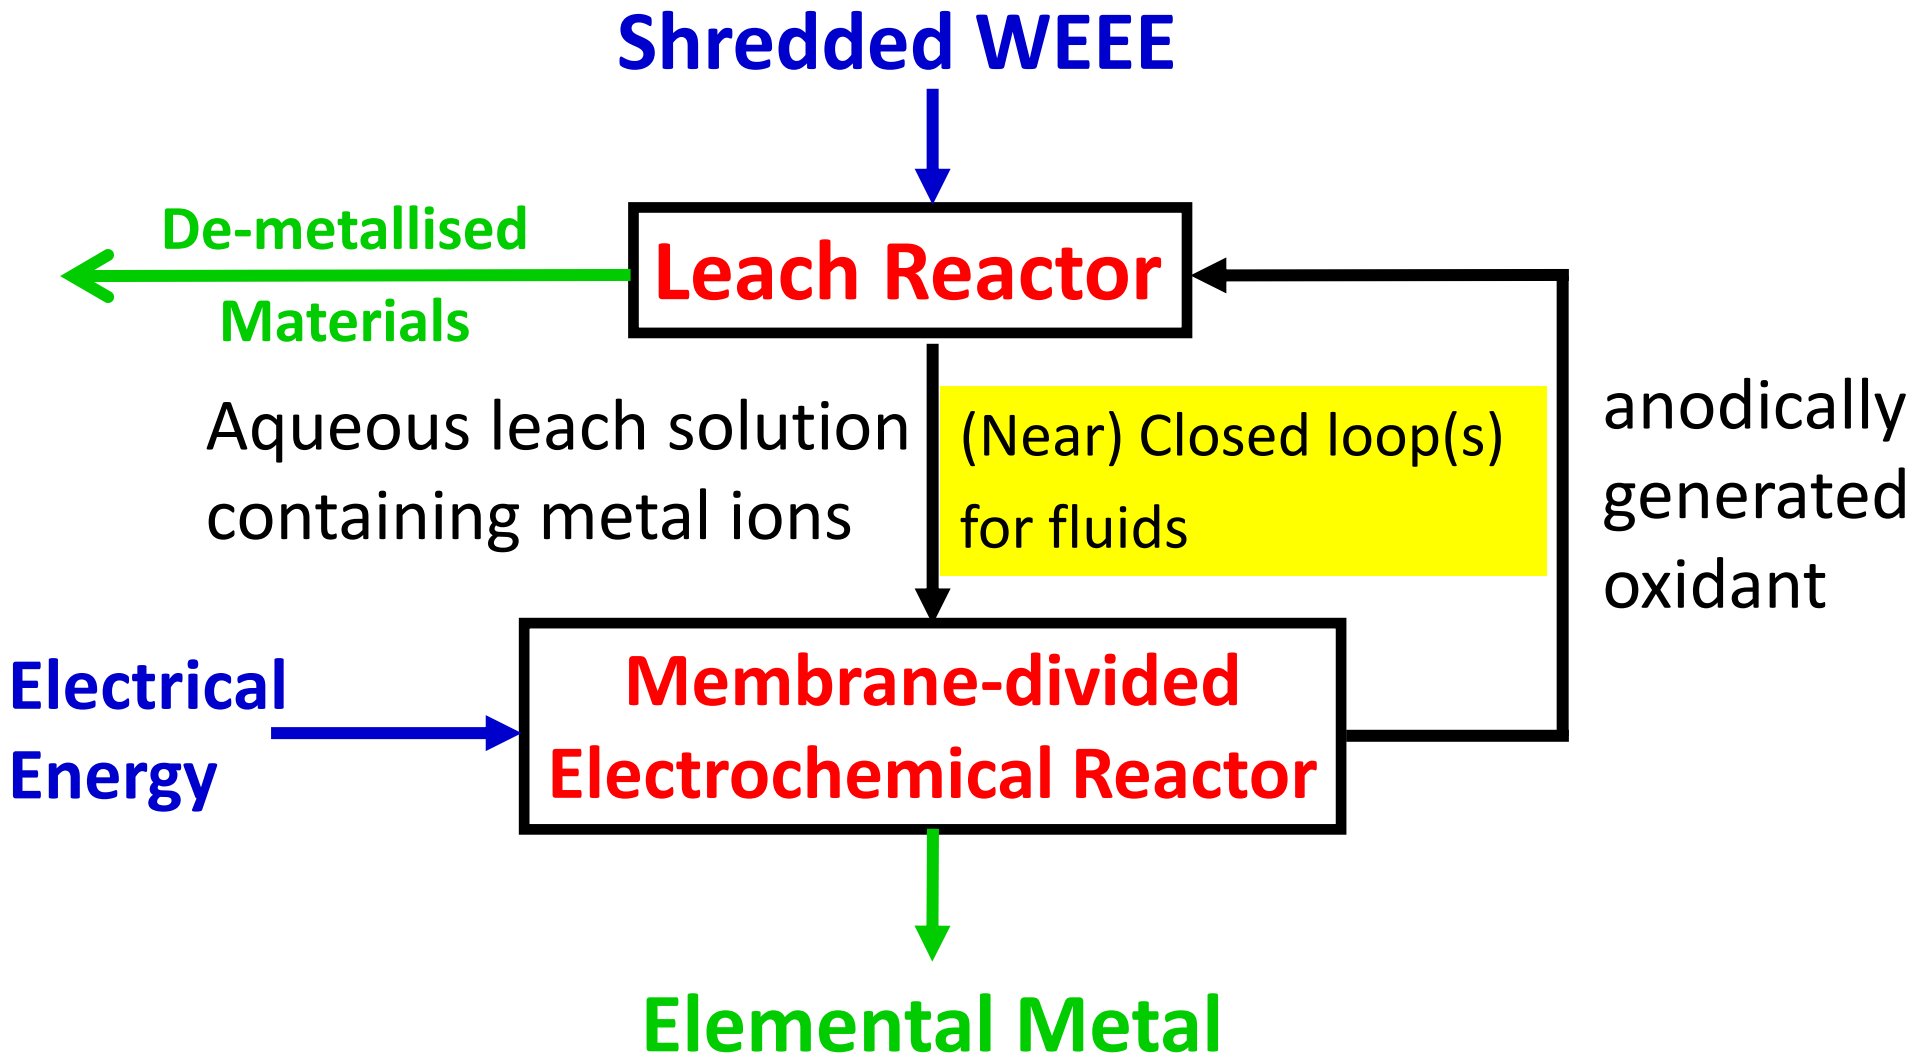 Shredded WEEE
De-metallised
Materials
Leach Reactor
Aqueous leach solution
containing metal ions
(Near) Closed loop(s)
for fluids
anodically
generated
oxidant
Electrical
Energy
Membrane-divided
Electrochemical Reactor
Elemental Metal